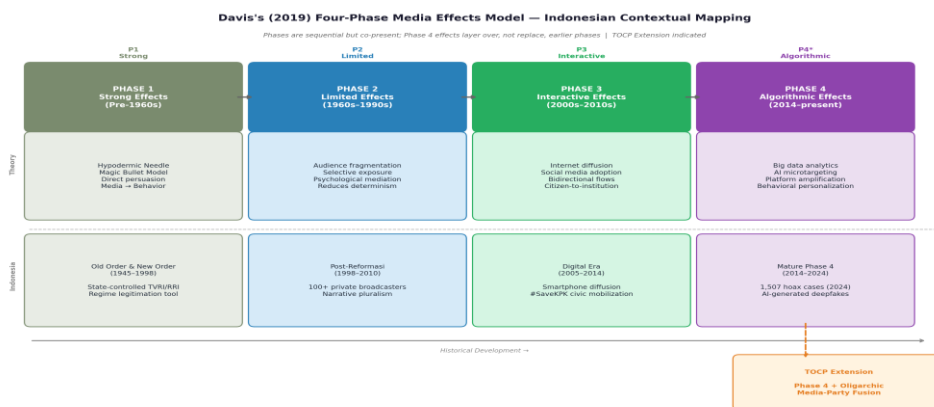 Davis's (2019) Four-Phase Media Effects Model — Indonesian Contextual Mapping
Phases are sequential but co-present; Phase 4 effects layer over, not replace, earlier phases | TOCP Extension indicated
P1
Strong
P2
Limited
P3
Interactive
P4*
Algorithmic
PHASE 1
Strong Effects
(Pre-1960s)
PHASE 2
Limited Effects
(1960s–1990s)
PHASE 3
Interactive Effects
(2000s–2010s)
PHASE 4
Algorithmic Effects
(2014–present)
Theory
Hypodermic Needle
Magic Bullet Model
Direct persuasion
Media → Behavior
Audience fragmentation
Selective exposure
Psychological mediation
Reduces determinism
Internet diffusion
Social media adoption
Bidirectional flows
Citizen-to-institution
Big data analytics
AI microtargeting
Platform amplification
Behavioral personalization
Indonesia
Old Order & New Order
(1945–1998)
State-controlled TVRI/RRI
Regime legitimation tool
Post-Reformasi
(1998–2010)
100+ private broadcasters
Narrative pluralism
Digital Era
(2005–2014)
Smartphone diffusion
#SaveKPK civic mobilization
Mature Phase 4
(2014–2024)
1,507 hoax cases (2024)
AI-generated deepfakes
Historical Development →
TOCP Extension
Phase 4 + Oligarchic
Media-Party Fusion